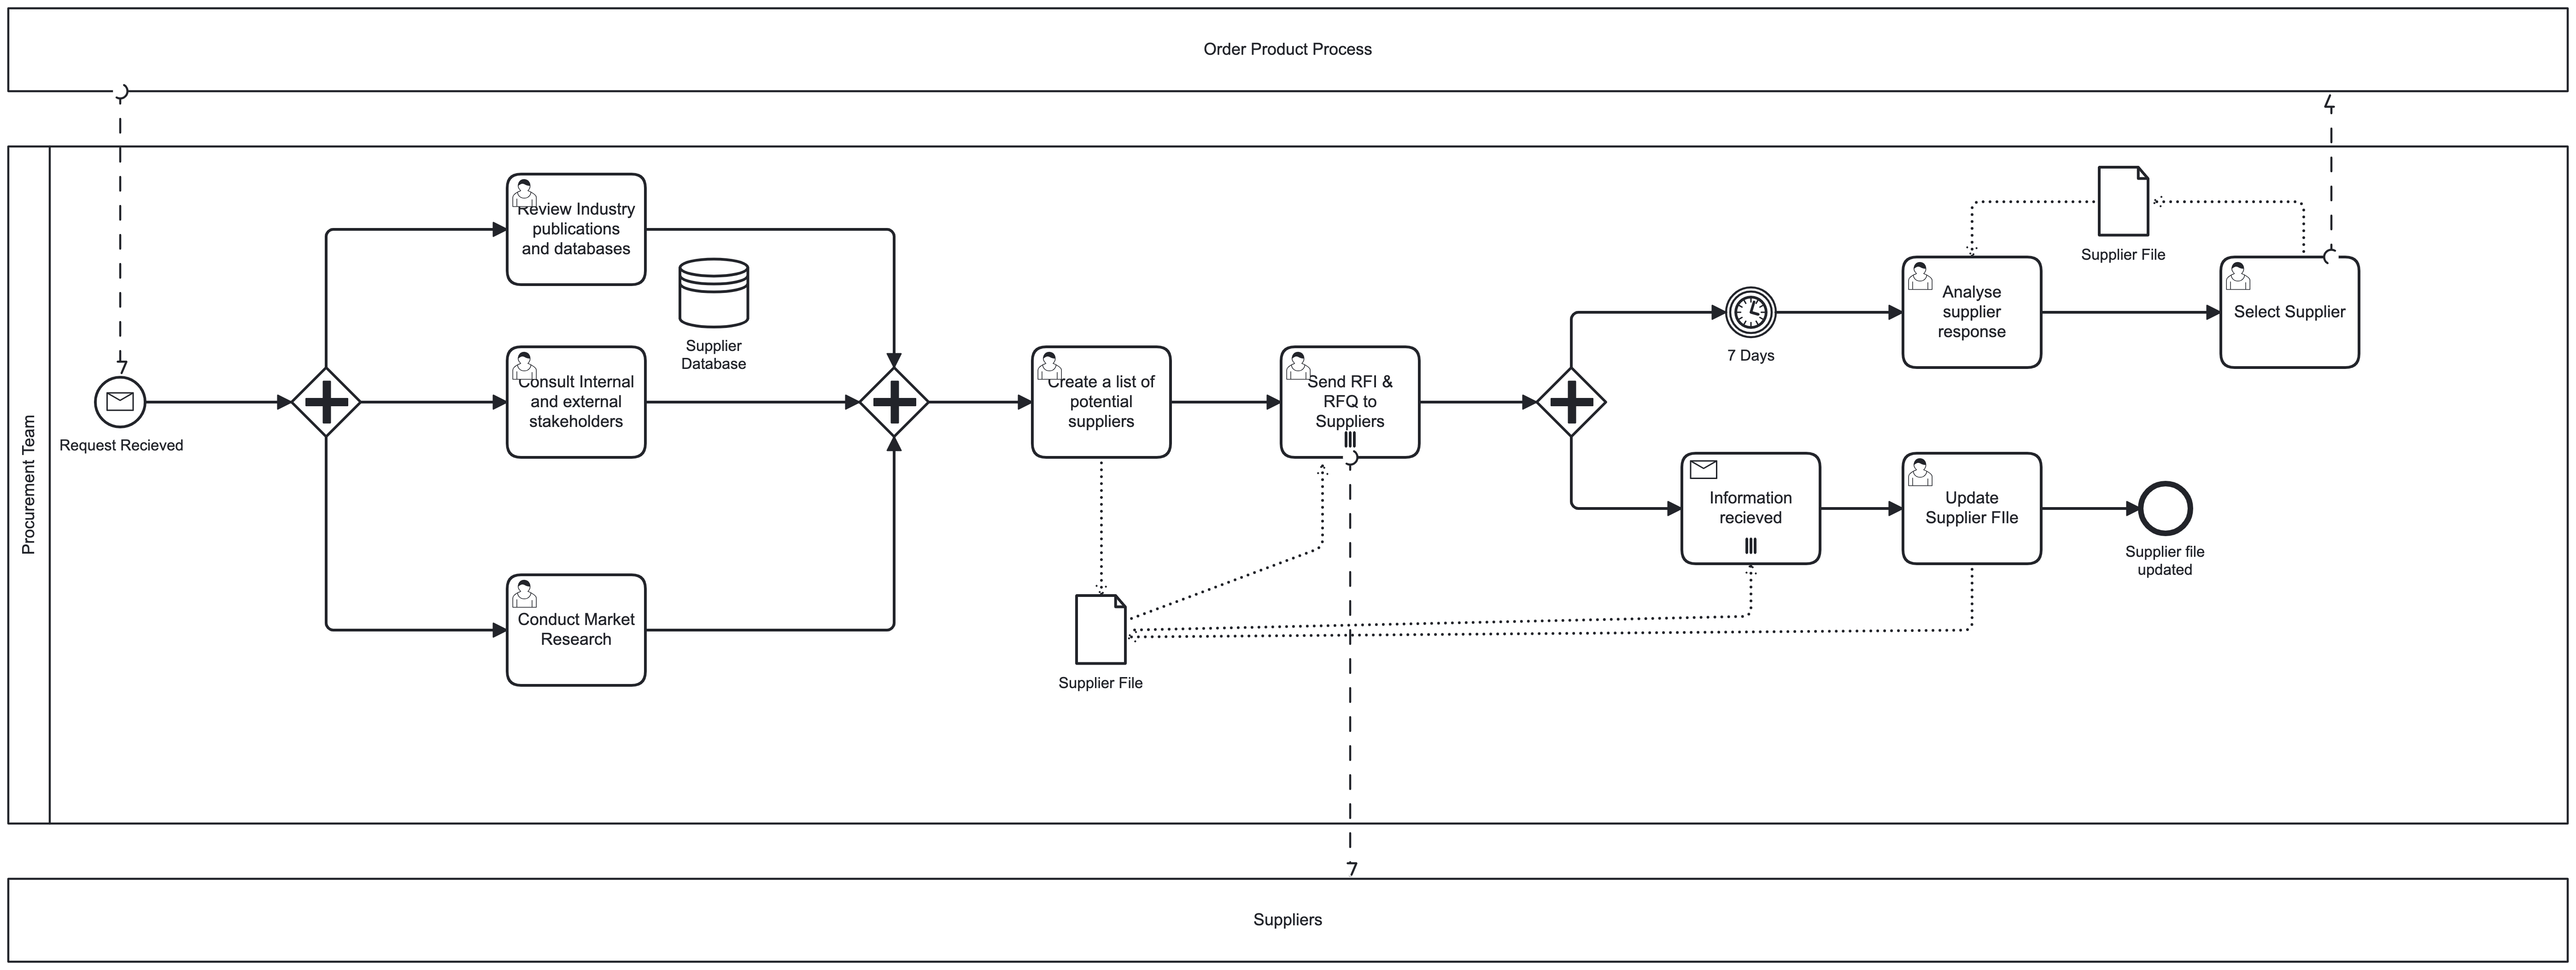 Order Product Process
Procurement Team
Request Recieved
Review Industry
publications
and databases
Supplier
Database
Consult Internal
and external
stakeholders
Conduct Market
Research
Create a list of
potential
suppliers
Supplier File
Send RFI &
RFQ to
Suppliers
7 Days
Analyse
supplier
response
Supplier File
Select Supplier
Information
recieved
Update
Supplier FIle
Supplier file
updated
Suppliers